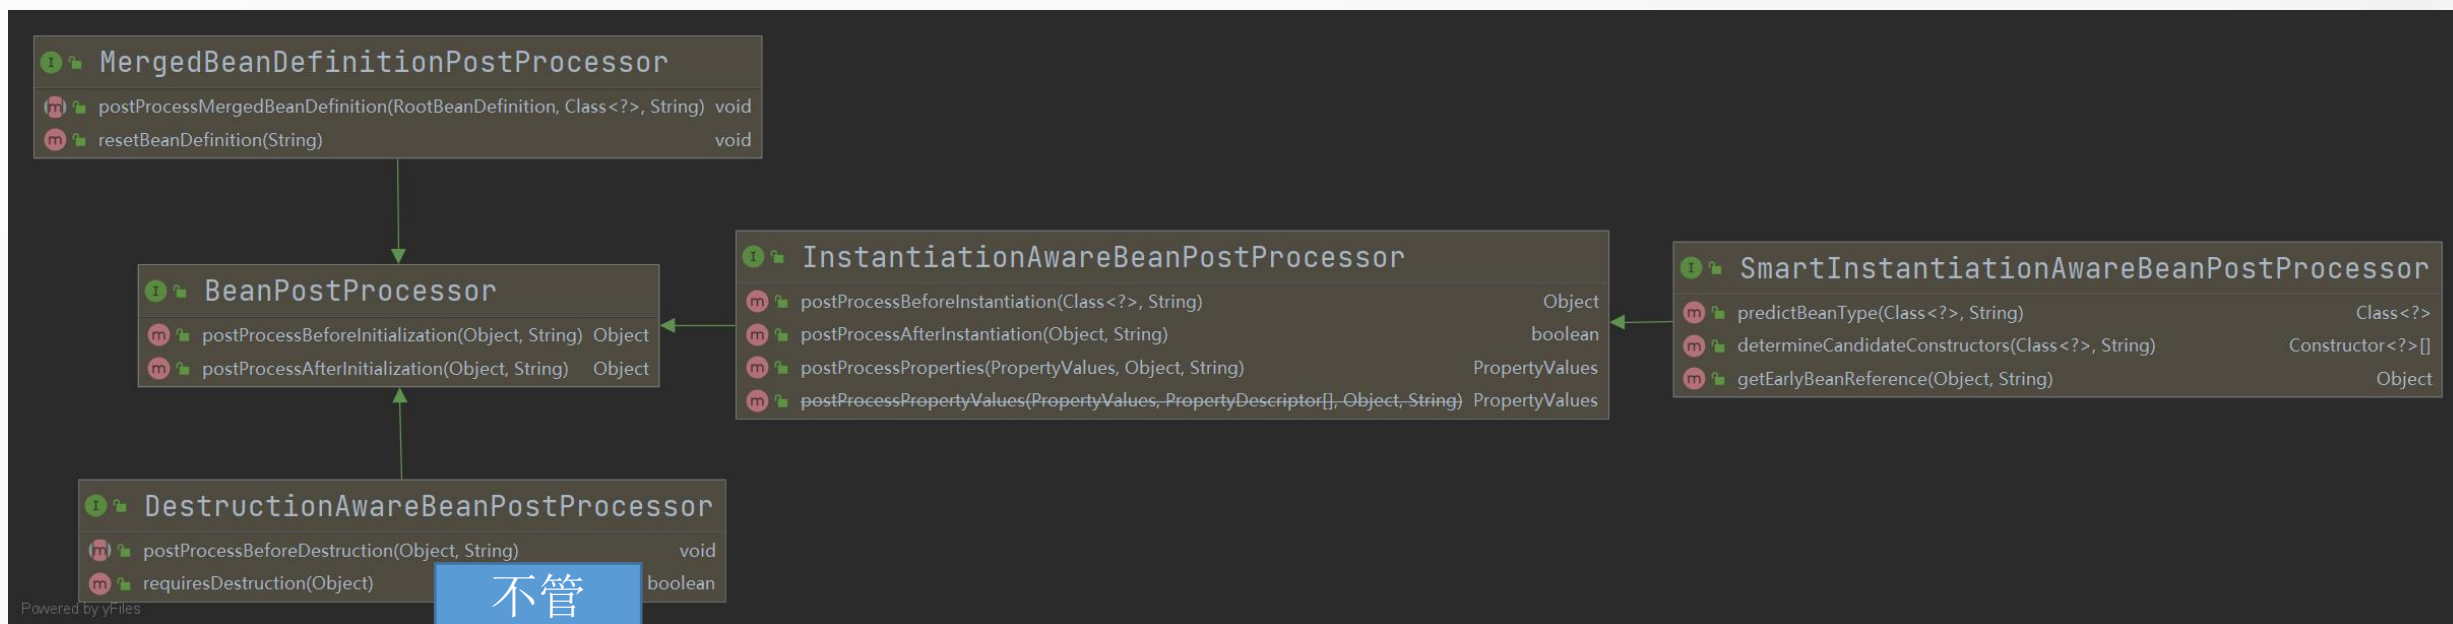 MergedBeanDefinitionPostProcessor
postProcessMergedBeanDefinition(RootBeanDefinition, Class<?>, String) void
resetBeanDefinition(String) void
BeanPostProcessor
postProcessBeforeInitialization(Object, String) Object
postProcessAfterInitialization(Object, String) Object
InstantiationAwareBeanPostProcessor
postProcessBeforeInstantiation(Class<?>, String) Object
postProcessAfterInstantiation(Object, String) boolean
postProcessProperties(PropertyValues, Object, String) PropertyValues
postProcessPropertyValues(PropertyValues, PropertyDescriptor[], Object, String) PropertyValues
SmartInstantiationAwareBeanPostProcessor
predictBeanType(Class<?>, String) Class<?>
determineCandidateConstructors(Class<?>, String) Constructor<?>[]
getEarlyBeanReference(Object, String) Object
DestructionAwareBeanPostProcessor
postProcessBeforeDestruction(Object, String) void
requiresDestruction(Object) boolean
不管
Powered by yFiles